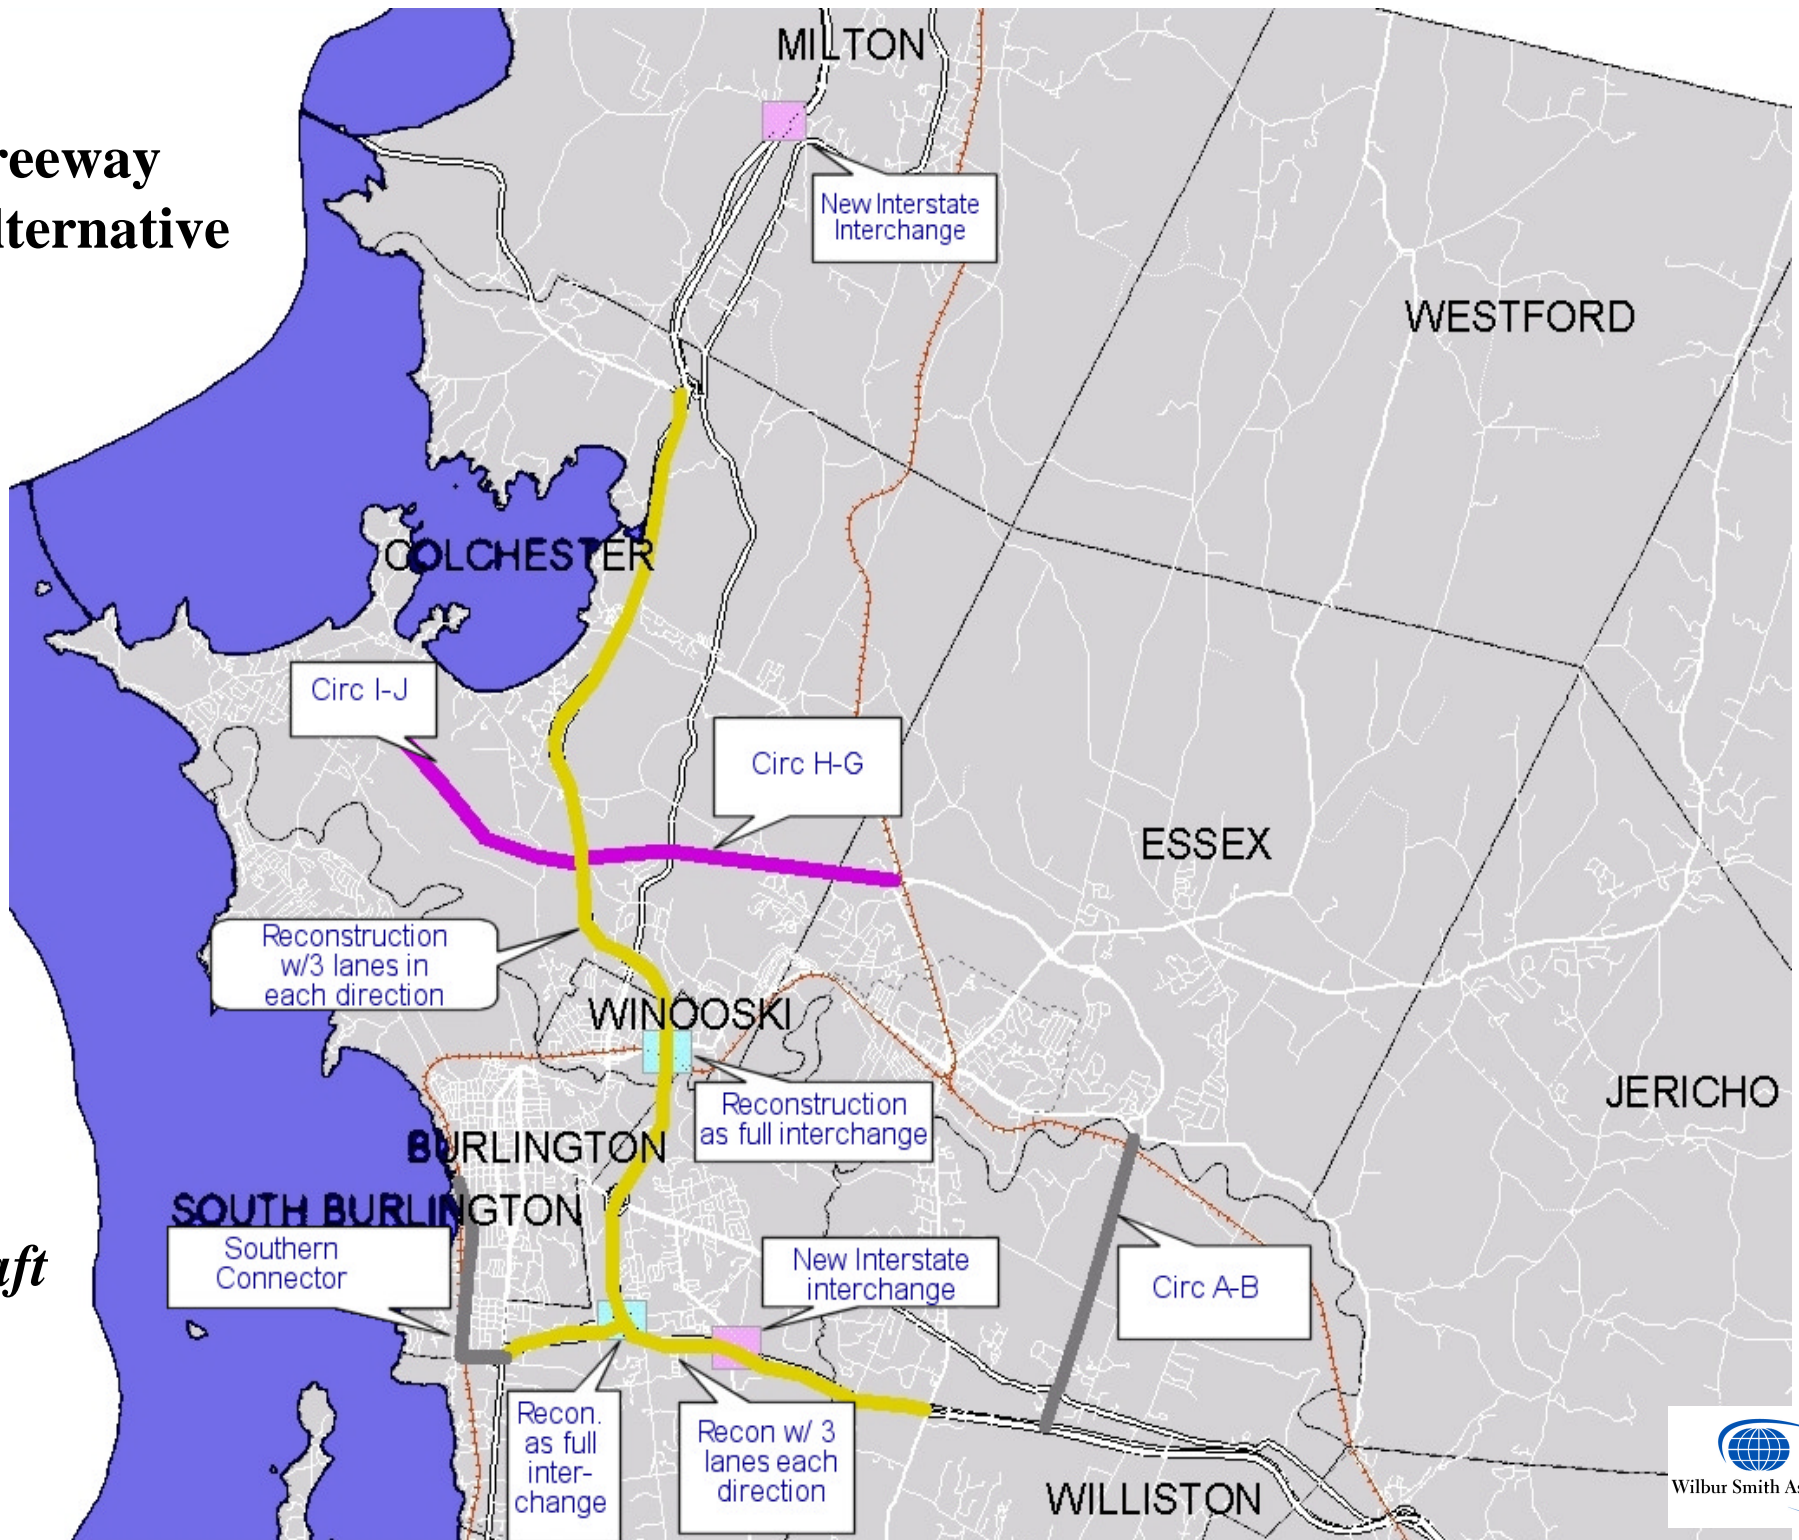 MILTON
reeway
lternative
New Interstate
Interchange
WESTFORD
COLCHESTER
Circ I-J
Circ H-G
ESSEX
Reconstruction
w/3 lanes in
each direction
WINOOSKI
Reconstruction
as full interchange
JERICHO
BURLINGTON
SOUTH BURLINGTON
Southern
Connector
aft
New Interstate
interchange
Circ A-B
Recon.
as full
inter-
change
Recon w/ 3
lanes each
direction
WILLISTON
Wilbur Smith As